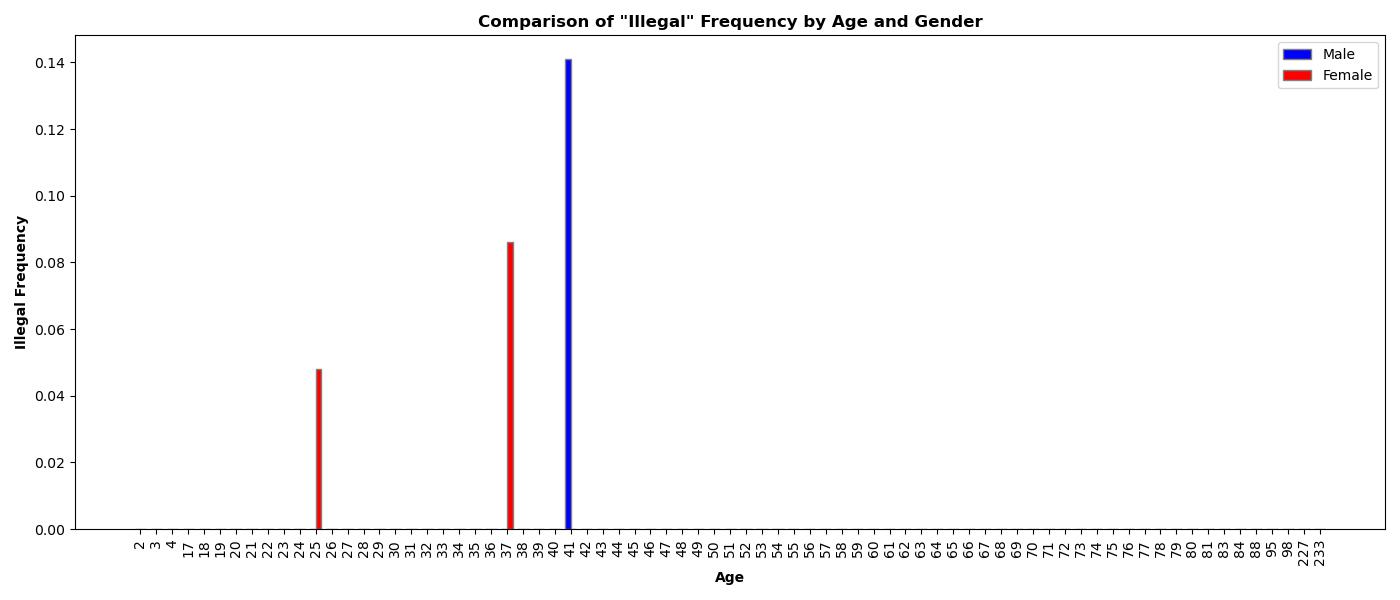 Comparison of "Illegal" Frequency by Age and Gender
Male
Female
Illegal Frequency
0.14
0.12
0.10
0.08
0.06
0.04
0.02
0.00
2 3 4 17 18 19 20 21 22 23 24 25 26 27 28 29 30 31 32 33 34 35 36 37 38 39 40 41 42 43 44 45 46 47 48 49 50 51 52 53 54 55 56 57 58 59 60 61 62 63 64 65 66 67 68 69 70 71 72 73 74 75 76 77 78 79 80 81 83 84 88 95 98 227 233
Age